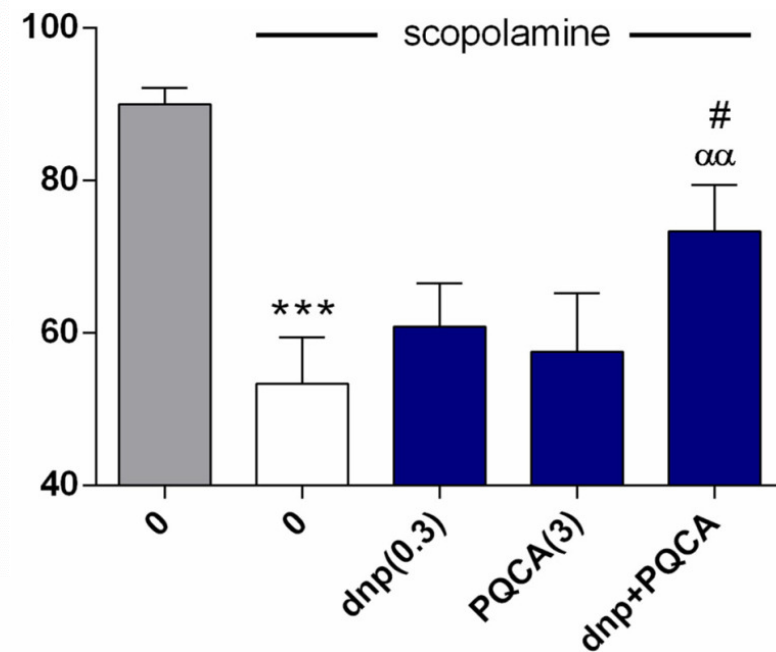 100
scopolamine
#
αα
80
***
60
40
0
0
dnp(0.3)
PQCA(3)
dnp+PQCA